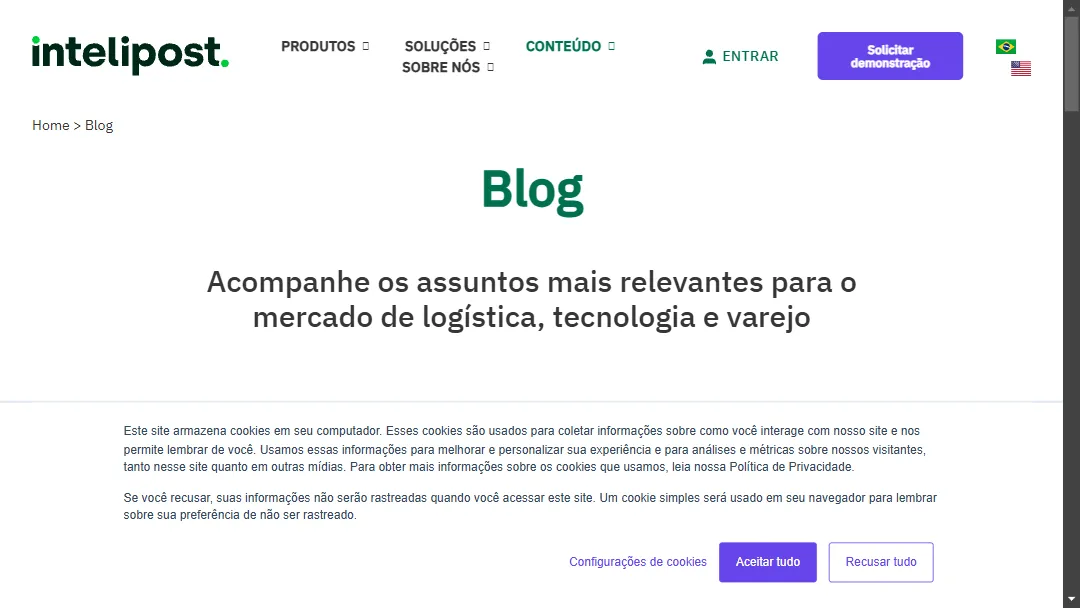 intelipost.
PRODUTOS
SOLUÇÕES
CONTEÚDO
SOBRE NÓS
ENTRAR
Solicitar
demonstração
Home > Blog
Blog
Acompanhe os assuntos mais relevantes para o
mercado de logística, tecnologia e varejo
Este site armazena cookies em seu computador. Esses cookies são usados para coletar informações sobre como você interage com nosso site e nos
permite lembrar de você. Usamos essas informações para melhorar e personalizar sua experiência e para análises e métricas sobre nossos visitantes,
tanto nesse site quanto em outras mídias. Para obter mais informações sobre os cookies que usamos, leia nossa Política de Privacidade.
Se você recusar, suas informações não serão rastreadas quando você acessar este site. Um cookie simples será usado em seu navegador para lembrar
sobre sua preferência de não ser rastreado.
Configurações de cookies
Aceitar tudo
Recusar tudo